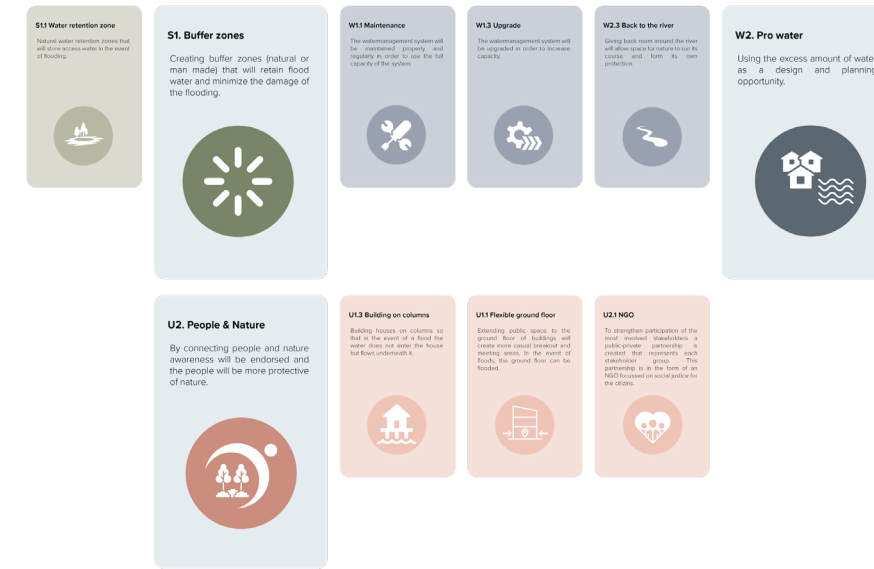 S1.1 Water retention zone
Natural water retention zones that
will store access water in the event
of flooding.
S1. Buffer zones
Creating buffer zones (natural or
man made) that will retain flood
water and minimize the damage of
the flooding.
W1.1 Maintenance
The watermanagement system will
be maintained properly and
regularly in order to use the full
capacity of the system.
W1.3 Upgrade
The watermanagement system will
be upgraded in order to increase
capacity.
W2.3 Back to the river
Giving back room around the river
will allow space for nature to run its
course and form its own
protection.
W2. Pro water
Using the excess amount of wate
as a design and planning
opportunity.
U2. People & Nature
By connecting people and nature
awareness will be endorsed and
the people will be more protective
of nature.
U1.3 Building on columns
Building houses on columns so
that in the event of a flood the
water does not enter the house
but flows underneath it.
U1.1 Flexible ground floor
Extending public space to the
ground floor of buildings will
create more casual breakout and
meeting areas. In the event of
floods, the ground floor can be
flooded.
U2.1 NGO
To strengthen participation of the
most involved stakeholders a
public-private partnership is
created that represents each
stakeholder group. This
partnership is in the form of an
NGO focussed on social justice for
the citizins.